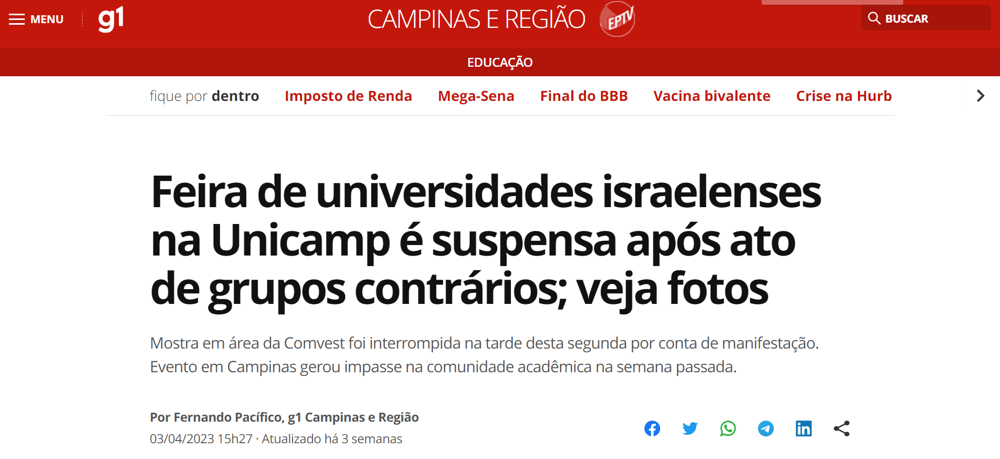 MENU
g1
CAMPINAS E REGIÃO
EPTV
BUSCAR
EDUCAÇÃO
fique por dentro Imposto de Renda Mega-Sena Final do BBB Vacina bivalente Crise na Hurb
Feira de universidades israelenses
na Unicamp é suspensa após ato
de grupos contrários; veja fotos
Mostra em área da Comvest foi interrompida na tarde desta segunda por conta de manifestação.
Evento em Campinas gerou impasse na comunidade acadêmica na semana passada.
Por Fernando Pacífico, g1 Campinas e Região
03/04/2023 15h27 · Atualizado há 3 semanas
in